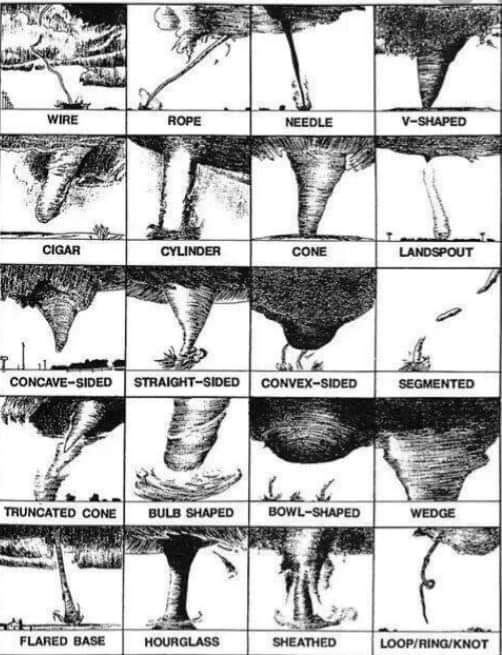 WIRE
ROPE
NEEDLE
V-SHAPED
CIGAR
CYLINDER
CONE
LANDSPOUT
CONCAVE-SIDED
STRAIGHT-SIDED
CONVEX-SIDED
SEGMENTED
TRUNCATED CONE
BULB SHAPED
BOWL-SHAPED
WEDGE
FLARED BASE
HOURGLASS
SHEATHED
LOOP/RING/KNOT